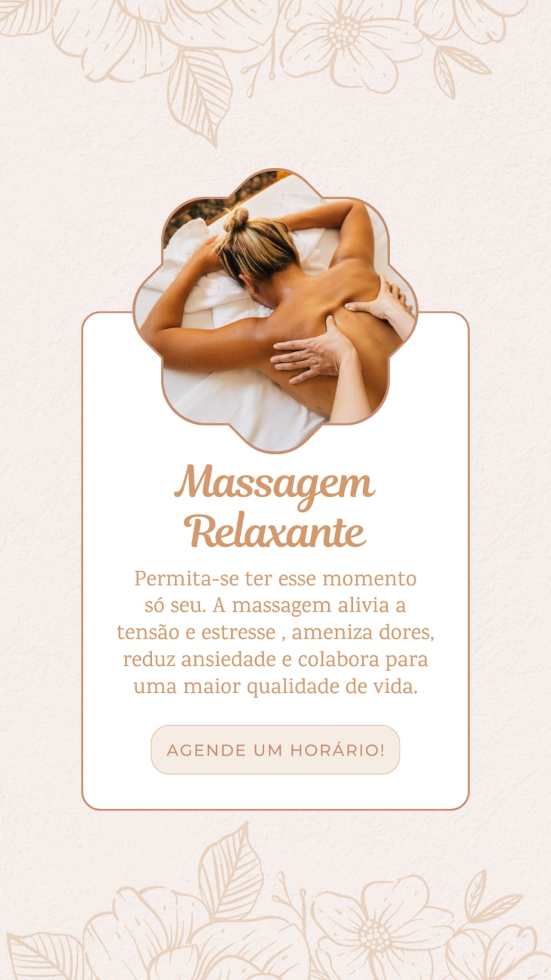 Massagem
Relaxante
Permita-se ter esse momento
só seu. A massagem alivia a
tensão e estresse , ameniza dores,
reduz ansiedade e colabora para
uma maior qualidade de vida.
AGENDE UM HORÁRIO!